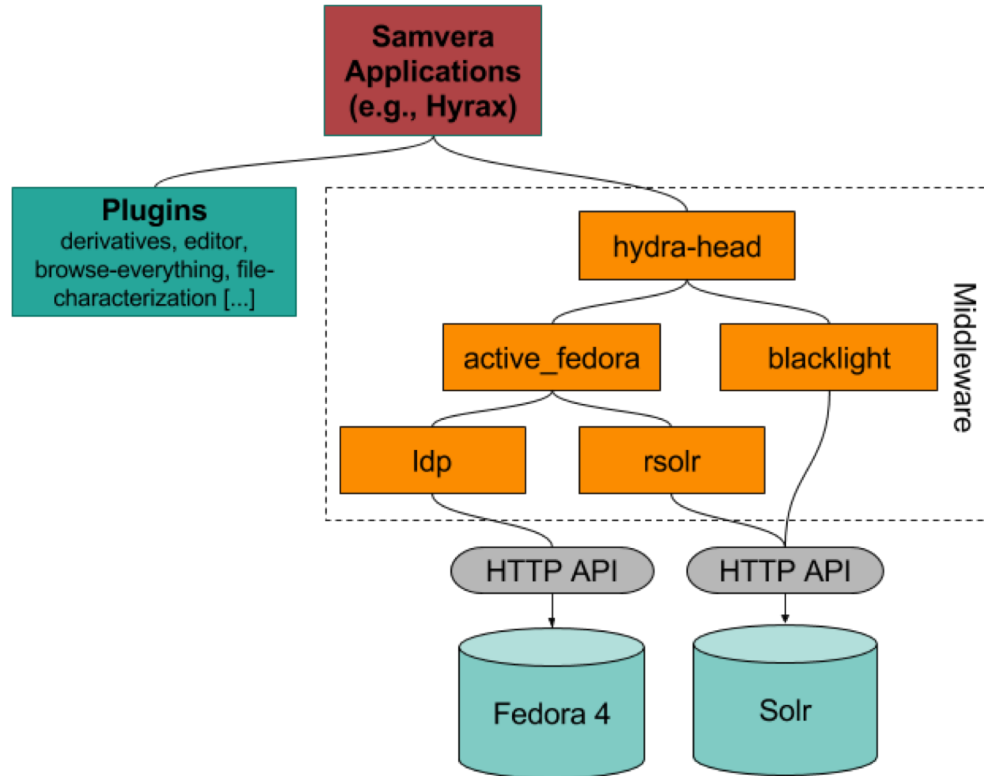 Samvera
Applications
(e.g., Hyrax)
Plugins
derivatives, editor,
browse-everything, file-
characterization [...]
hydra-head
Middleware
active_fedora
blacklight
ldp
rsolr
HTTP API
HTTP API
Fedora 4
Solr